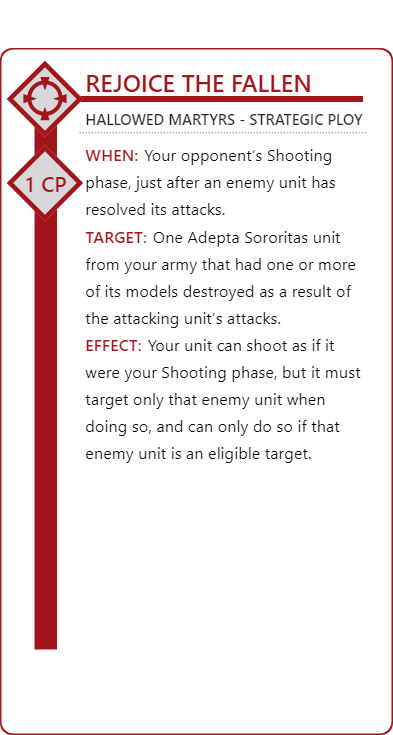 REJOICE THE FALLEN
HALLOWED MARTYRS - STRATEGIC PLOY
1 CP
WHEN: Your opponent's Shooting
phase, just after an enemy unit has
resolved its attacks.
TARGET: One Adepta Sororitas unit
from your army that had one or more
of its models destroyed as a result of
the attacking unit's attacks.
EFFECT: Your unit can shoot as if it
were your Shooting phase, but it must
target only that enemy unit when
doing so, and can only do so if that
enemy unit is an eligible target.